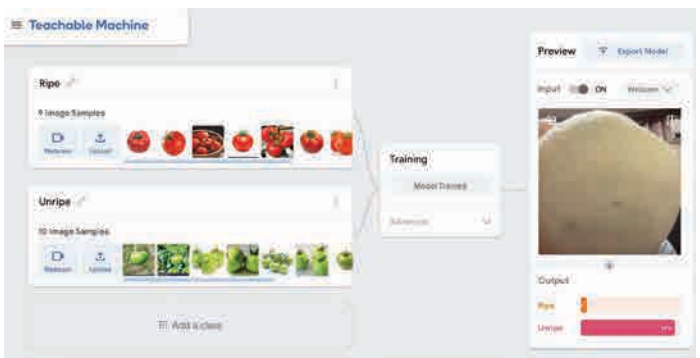 Teachable Machine
Ripe
9 Image Samples
Webcam
Upload
Unripe
10 Image Samples
Webcam
Upload
Add a class
Training
Model Trained
Advanced
Preview
Export Model
Input
ON
Webcam
Output
Ripe
Unripe